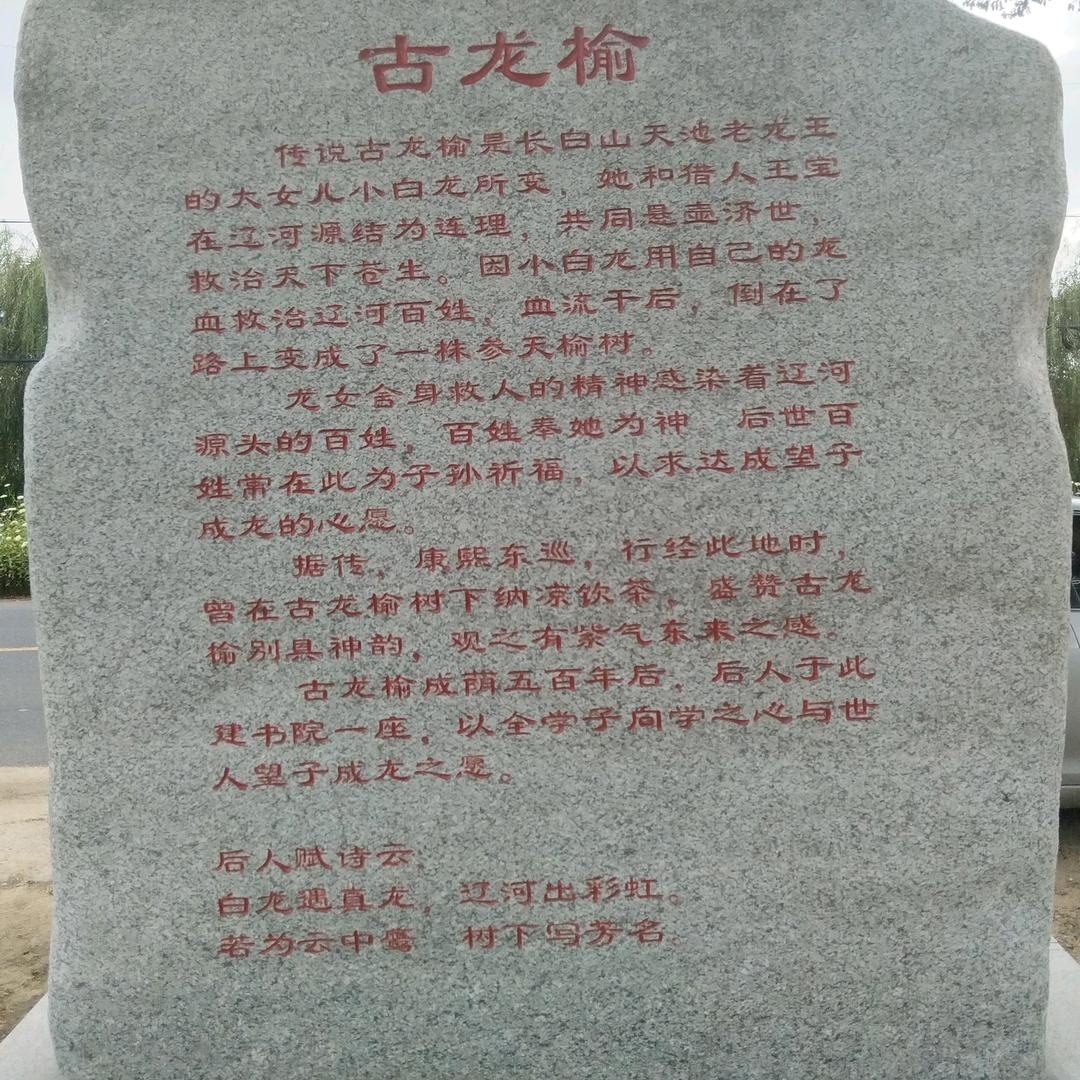 古龙榆
传说古龙榆是长白山天池老龙王
的大女儿小白龙所变，她和猎人王宝
在辽河源结为连理，共同悬壶济世，
救治天下苍生。因小白龙用自己的龙
血救治辽河百姓，血流干后，倒在了
路上变成了一株参天榆树。
龙女舍身救人的精神感染着辽河
源头的百姓，百姓奉她为神 后世百
姓常在此为子孙祈福，以求达成望子
成龙的心愿。
据传，康熙东巡，行经此地时，
曾在古龙榆树下纳凉饮茶，盛赞古龙
榆别具神韵，观之有紫气东来之感。
古龙榆成荫五百年后，后人于此
建书院一座，以全学子向学之心与世
人望子成龙之愿。
后人赋诗云：
白龙遇真龙，辽河出彩虹。
若为云中鹰 树下写芳名。